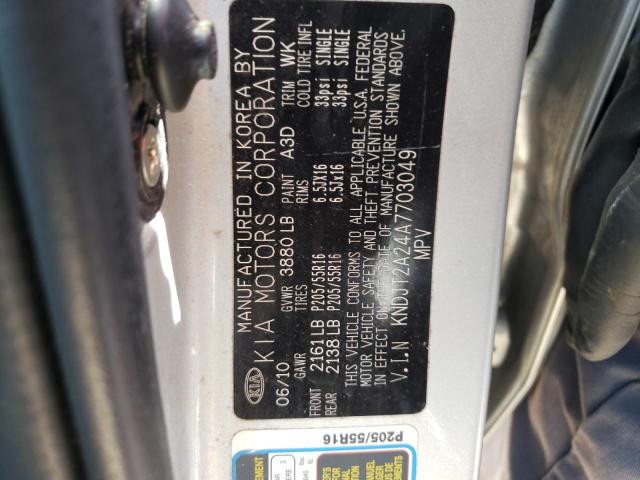 MANUFACTURED IN KOREA BY
KIA KIA MOTORS CORPORATION
06/10 GVWR 3880 LB PAINT A3D TRIM WK
GAWR TIRES RIMS COLD TIRE INFL
FRONT 2161 LB P205/55R16 6.5JX16 33psi SINGLE
REAR 2138 LB P205/55R16 6.5JX16 33psi SINGLE
THIS VEHICLE CONFORMS TO ALL APPLICABLE U.S.A. FEDERAL
MOTOR VEHICLE SAFETY AND THEFT PREVENTION STANDARDS
IN EFFECT ON THE DATE OF MANUFACTURE SHOWN ABOVE.
V.I.N KNDJT2A24A7703049
MPV
P205/55R16